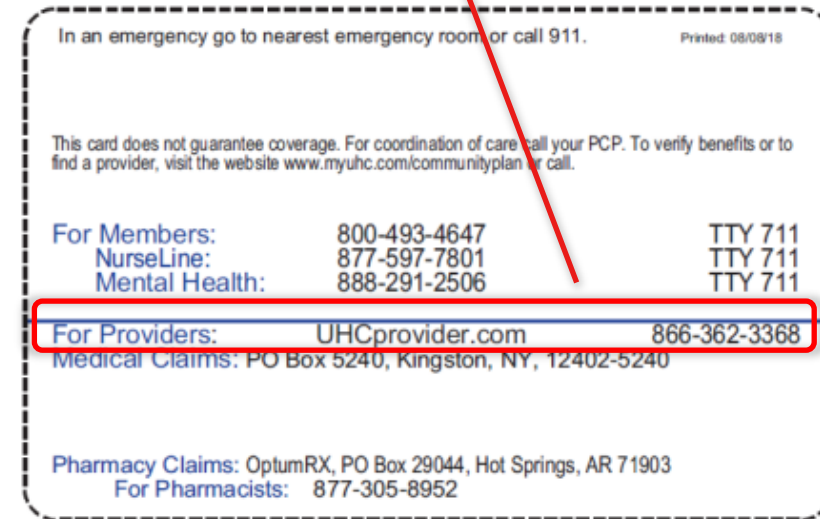 In an emergency go to nearest emergency room or call 911. Printed: 08/08/18
This card does not guarantee coverage. For coordination of care call your PCP. To verify benefits or to
find a provider, visit the website www.myuhc.com/communityplan or call.
For Members: 800-493-4647 TTY 711
NurseLine: 877-597-7801 TTY 711
Mental Health: 888-291-2506 TTY 711
For Providers: UHCprovider.com 866-362-3368
Medical Claims: PO Box 5240, Kingston, NY, 12402-5240
Pharmacy Claims: OptumRX, PO Box 29044, Hot Springs, AR 71903
For Pharmacists: 877-305-8952